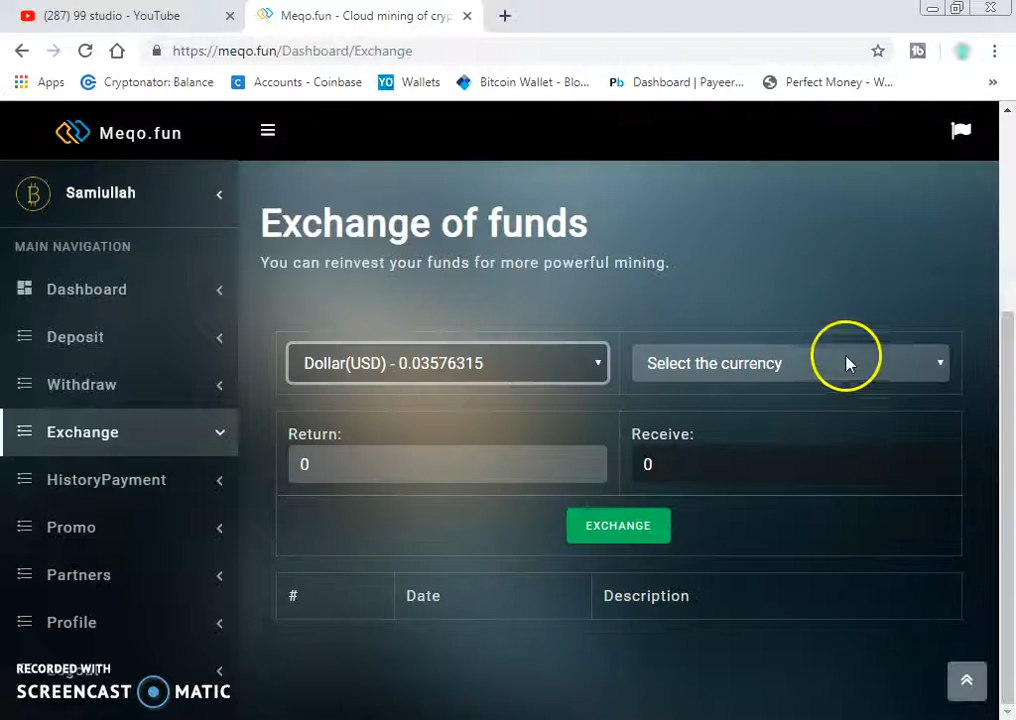 (287) 99 studio - YouTube
Meqo.fun - Cloud mining of cryp
https://meqo.fun/Dashboard/Exchange
Apps
Cryptonator: Balance
Accounts - Coinbase
YO Wallets
Bitcoin Wallet - Blo...
Pb Dashboard | Payeer...
Perfect Money - W...
»
Meqo.fun
Samiullah
MAIN NAVIGATION
Dashboard
Deposit
Withdraw
Exchange
HistoryPayment
Promo
Partners
Profile
Exchange of funds
You can reinvest your funds for more powerful mining.
Dollar(USD) - 0.03576315
Select the currency
Return:
Receive:
0
0
EXCHANGE
#
Date
Description
RECORDED WITH
SCREENCAST MATIC